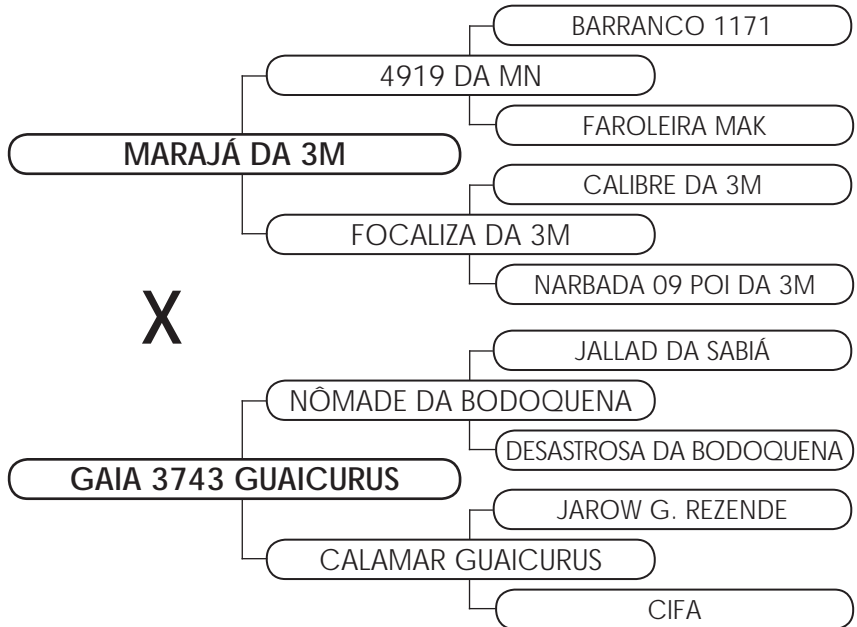 BARRANCO 1171
4919 DA MN
FAROLEIRA MAK
MARAJÁ DA 3M
CALIBRE DA 3M
FOCALIZA DA 3M
NARBADA 09 POI DA 3M
X
JALLAD DA SABIÁ
NÔMADE DA BODOQUENA
DESASTROSA DA BODOQUENA
GAIA 3743 GUAICURUS
JAROW G. REZENDE
CALAMAR GUAICURUS
CIFA